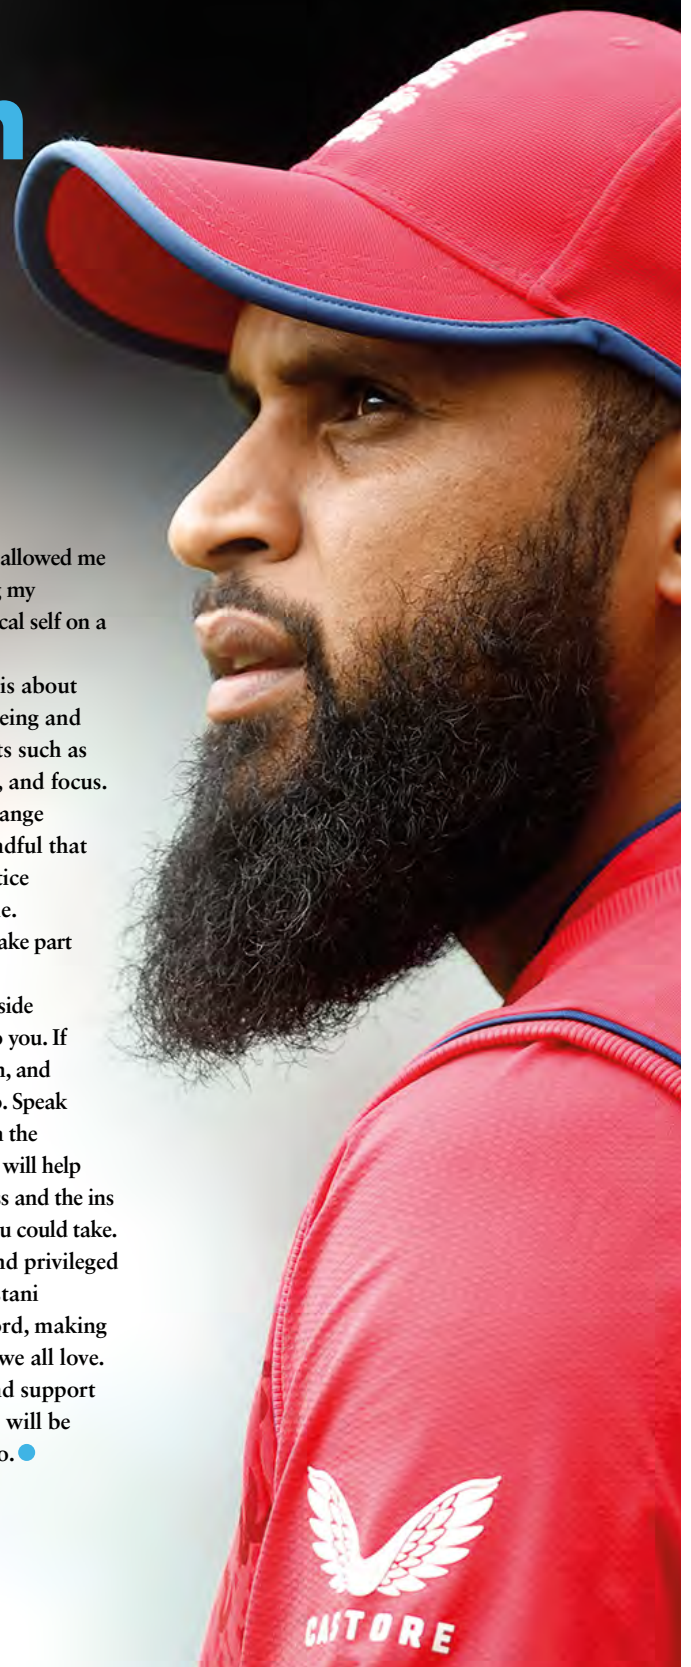 n
allowed me
my
cal self on a
is about
eing and
ts such as
, and focus.
ange
ndful that
tice
e.
ake part
side
o you. If
n, and
o. Speak
n the
will help
s and the ins
u could take.
nd privileged
tani
ord, making
we all love.
nd support
will be
o.
CASTORE